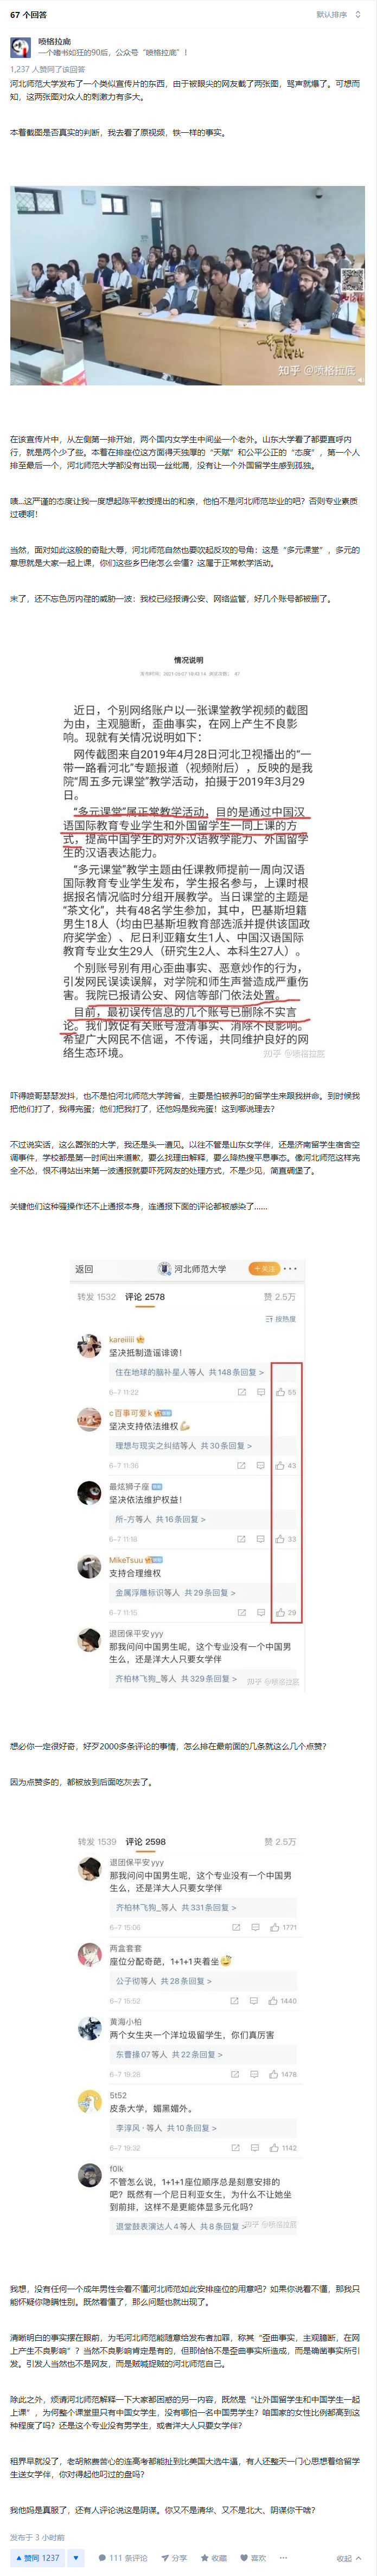 67 个回答
默认排序
喷格拉底
一个嗜书如狂的90后，公众号“喷格拉底”！
1,237 人赞同了该回答
河北师范大学发布了一个类似宣传片的东西，由于被眼尖的网友截了两张图，骂声就爆了。可想而
知，这两张图对众人的刺激力有多大。
本着截图是否真实的判断，我去看了原视频，铁一样的事实。
知乎 @喷格拉底
在该宣传片中，从左侧第一排开始，两个国内女学生中间坐一个老外。山东大学看了都要直呼内
行，就是两个少了些。本着在排座位这方面得天独厚的“天赋”和公平公正的“态度”，第一个人
排至最后一个，河北师范大学都没有出现一丝纰漏，没有让一个外国留学生感到孤独。
啧...这严谨的态度让我一度想起陈平教授提出的和亲，他怕不是河北师范毕业的吧？否则专业素质
过硬啊！
当然，面对如此这般的奇耻大辱，河北师范自然也要吹起反攻的号角：这是“多元课堂”，多元的
意思就是大家一起上课，你们这些乡巴佬怎么会懂？这属于正常教学活动。
末了，还不忘色厉内荏的威胁一波：我校已经报请公安、网络监管，好几个账号都被删了。
情况说明
近日，个别网络账户以一张课堂教学视频的截图
为由，主观臆断，歪曲事实，在网上产生不良影
响。现就有关情况说明如下：
网传截图来自2019年4月28日河北卫视播出的“一
带一路看河北”专题报道（视频附后），反映的是我
院“周五多元课堂”教学活动，拍摄于2019年3月29
日。
“多元课堂”属正常教学活动，目的是通过中国汉
语国际教育专业学生和外国留学生一同上课的方
式，提高中国学生的对外汉语教学能力、外国留学
生的汉语表达能力。
“多元课堂”教学主题由任课教师提前一周向汉语
国际教育专业学生发布，学生报名参与，上课时根
据报名情况临时分组开展教学。当日课堂的主题是
“茶文化”，共有48名学生参加，其中，巴基斯坦籍
男生18人（均由巴基斯坦教育部选派并提供该国政
府奖学金）、尼日利亚籍女生1人、中国汉语国际
教育专业女生29人（研究生2人、本科生27人）。
个别账号别有用心歪曲事实、恶意炒作的行为，
引发网民误读误解，对学院和师生声誉造成严重伤
害。我院已报请公安、网信等部门依法处置。
目前，最初误传信息的几个账号已删除不实言
论。我们敦促有关账号澄清事实、消除不良影响。
希望广大网民不信谣，不传谣，共同维护良好的网
络生态环境。
知乎 @喷格拉底
吓得喷哥瑟瑟发抖，也不是怕河北师范大学跨省，主要是怕被养叼的留学生来跟我拼命。到时候我
把他们打了，我得完蛋；他们把我打了，还他妈是我完蛋！这到哪说理去？
不过说实话，这么嚣张的大学，我还是头一遭见。以往不管是山东女学伴，还是济南留学生宿舍空
调事件，学校都是第一时间出来道歉，要么找理由解释，要么降热搜平息事态。像河北师范这样完
全不怂，恨不得站出来第一波通报就要吓死网友的处理方式，不是少见，简直碉堡了。
关键他们这种骚操作还不止通报本身，连通报下面的评论都被感染了......
返回
河北师范大学
+关注
转发 1532 评论 2578 赞 2.5万
按热度
kareiiiii
坚决抵制造谣诽谤！
住在地球的脑补星人等人 共148条回复 >
6-7 11:22 55
c百事可爱k
坚决支持依法维权
理想与现实之纠结等人 共30条回复 >
6-7 11:36 43
最炫狮子座
坚决依法维护权益！
所-方等人 共16条回复 >
6-7 11:18 33
MikeTsuu
支持合理维权
金属浮雕标识等人 共29条回复 >
6-7 11:15 29
退团保平安yyy
那我问问中国男生呢，这个专业没有一个中国男
生么，还是洋大人只要女学伴
齐柏林飞狗_等人 共329条回复 >
知乎 @喷格拉底
想必你一定很好奇，好歹2000多条评论的事情，怎么排在最前面的几条就这么几个点赞？
因为点赞多的，都被放到后面吃灰去了。
转发 1539 评论 2598 赞 2.5万
退团保平安yyy
那我问问中国男生呢，这个专业没有一个中国男
生么，还是洋大人只要女学伴
齐柏林飞狗_等人 共331条回复 >
6-7 15:06 1771
两盒套套
座位分配奇葩，1+1+1夹着坐
公子彻等人 共28条回复 >
6-7 15:52 1440
黄海小柏
两个女生夹一个洋垃圾留学生，你们真厉害
东曹掾07等人 共22条回复 >
6-7 19:28 1478
5t52
皮条大学，媚黑媚外。
李淳风·等人 共10条回复 >
6-7 19:32 1142
f0lk
不管怎么说，1+1+1座位顺序总是刻意安排的
吧？既然有一个尼日利亚女生，为什么不让她坐
到前排，这样不是更能体显多元化吗？
退堂鼓表演达人4等人 共8条回复 >
知乎 @喷格拉底
我想，没有任何一个成年男性会看不懂河北师范如此安排座位的用意吧？如果你说看不懂，那我只
能怀疑你隐瞒性别。既然看懂了，那么问题也就出现了。
清晰明白的事实摆在眼前，为毛河北师范能随意给发布者加罪，称其“歪曲事实，主观臆断，在网
上产生不良影响”？当然不良影响肯定是有的，但那恰恰不是歪曲事实所造成，而是确凿事实所引
发。引发人当然也不是网友，而是贼喊捉贼的河北师范自己。
除此之外，烦请河北师范解释一下大家都困惑的另一内容，既然是“让外国留学生和中国学生一起
上课”，为何整个课堂里只有中国女学生，没有哪怕一名中国男学生？咱国家的女性比例都高到这
种程度了吗？还是这个专业没有男学生，或者洋大人只要女学伴？
租界早就没了，老胡煞费苦心的连高考都能扯到比美国大选牛逼，有人还整天一门心思想着给留学
生送女学伴，你对得起他叼过的盘吗？
我他妈是真服了，还有人评论说这是阴谋。你又不是清华、又不是北大、阴谋你干啥？
发布于 3 小时前
赞同 1237
111 条评论 分享 收藏 喜欢 ··· 收起